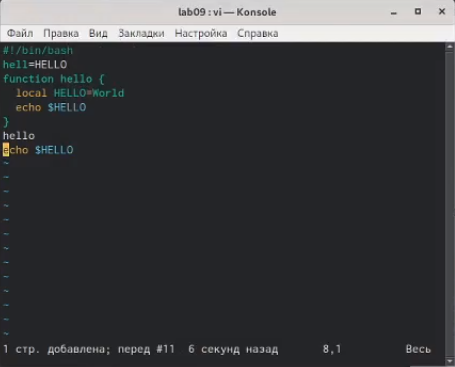 lab09 : vi — Konsole
Файл Правка Вид Закладки Настройка Справка
#!/bin/bash
hell=HELLO
function hello {
  local HELLO=World
  echo $HELLO
}
hello
echo $HELLO
~
~
~
~
~
~
~
~
~
~
~
~
~
1 стр. добавлена; перед #11  6 секунд назад      8,1      Весь